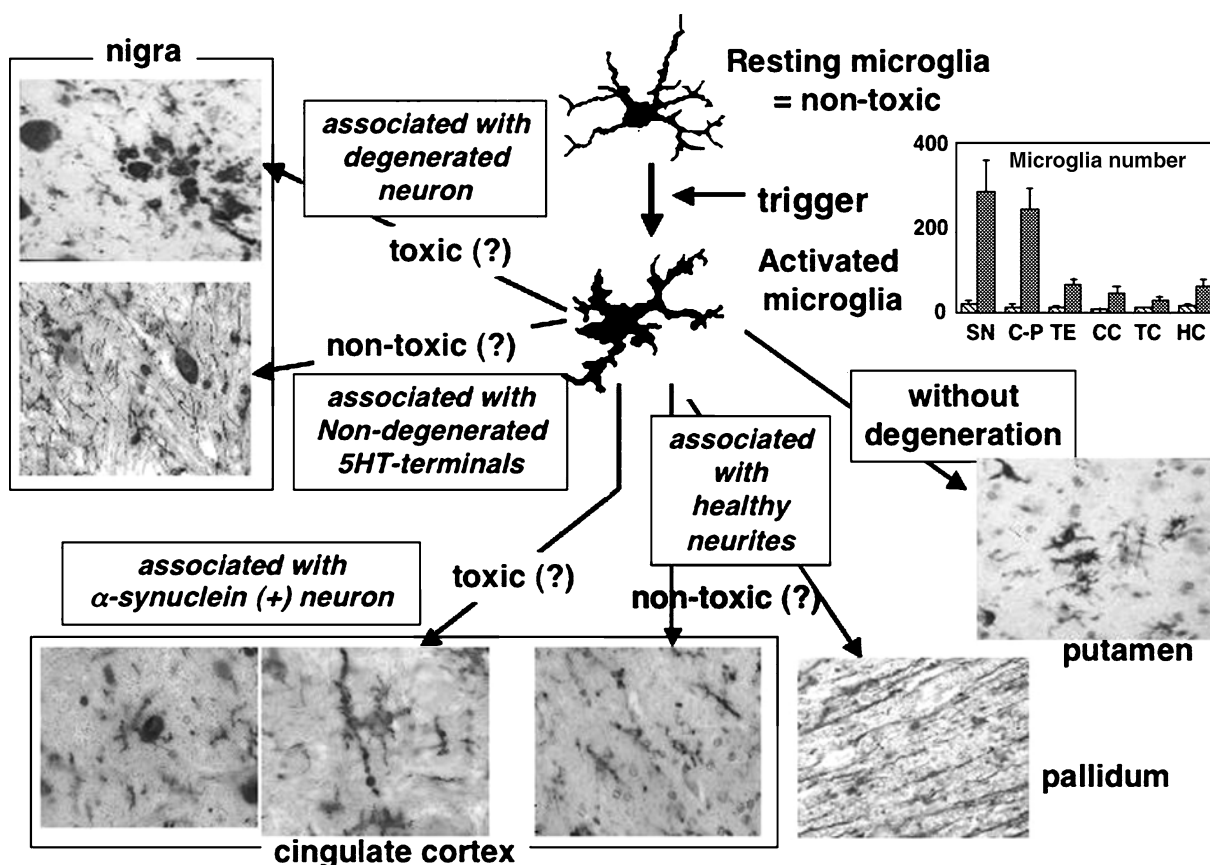 nigra
Resting microglia
= non-toxic
associated with
degenerated
neuron
trigger
toxic (?)
Activated
microglia
Microglia number
400
200
0
SN C-P TE CC TC HC
non-toxic (?)
associated with
Non-degenerated
5HT-terminals
associated
with
healthy
neurites
without
degeneration
associated with
α-synuclein (+) neuron
toxic (?)
non-toxic (?)
putamen
pallidum
cingulate cortex